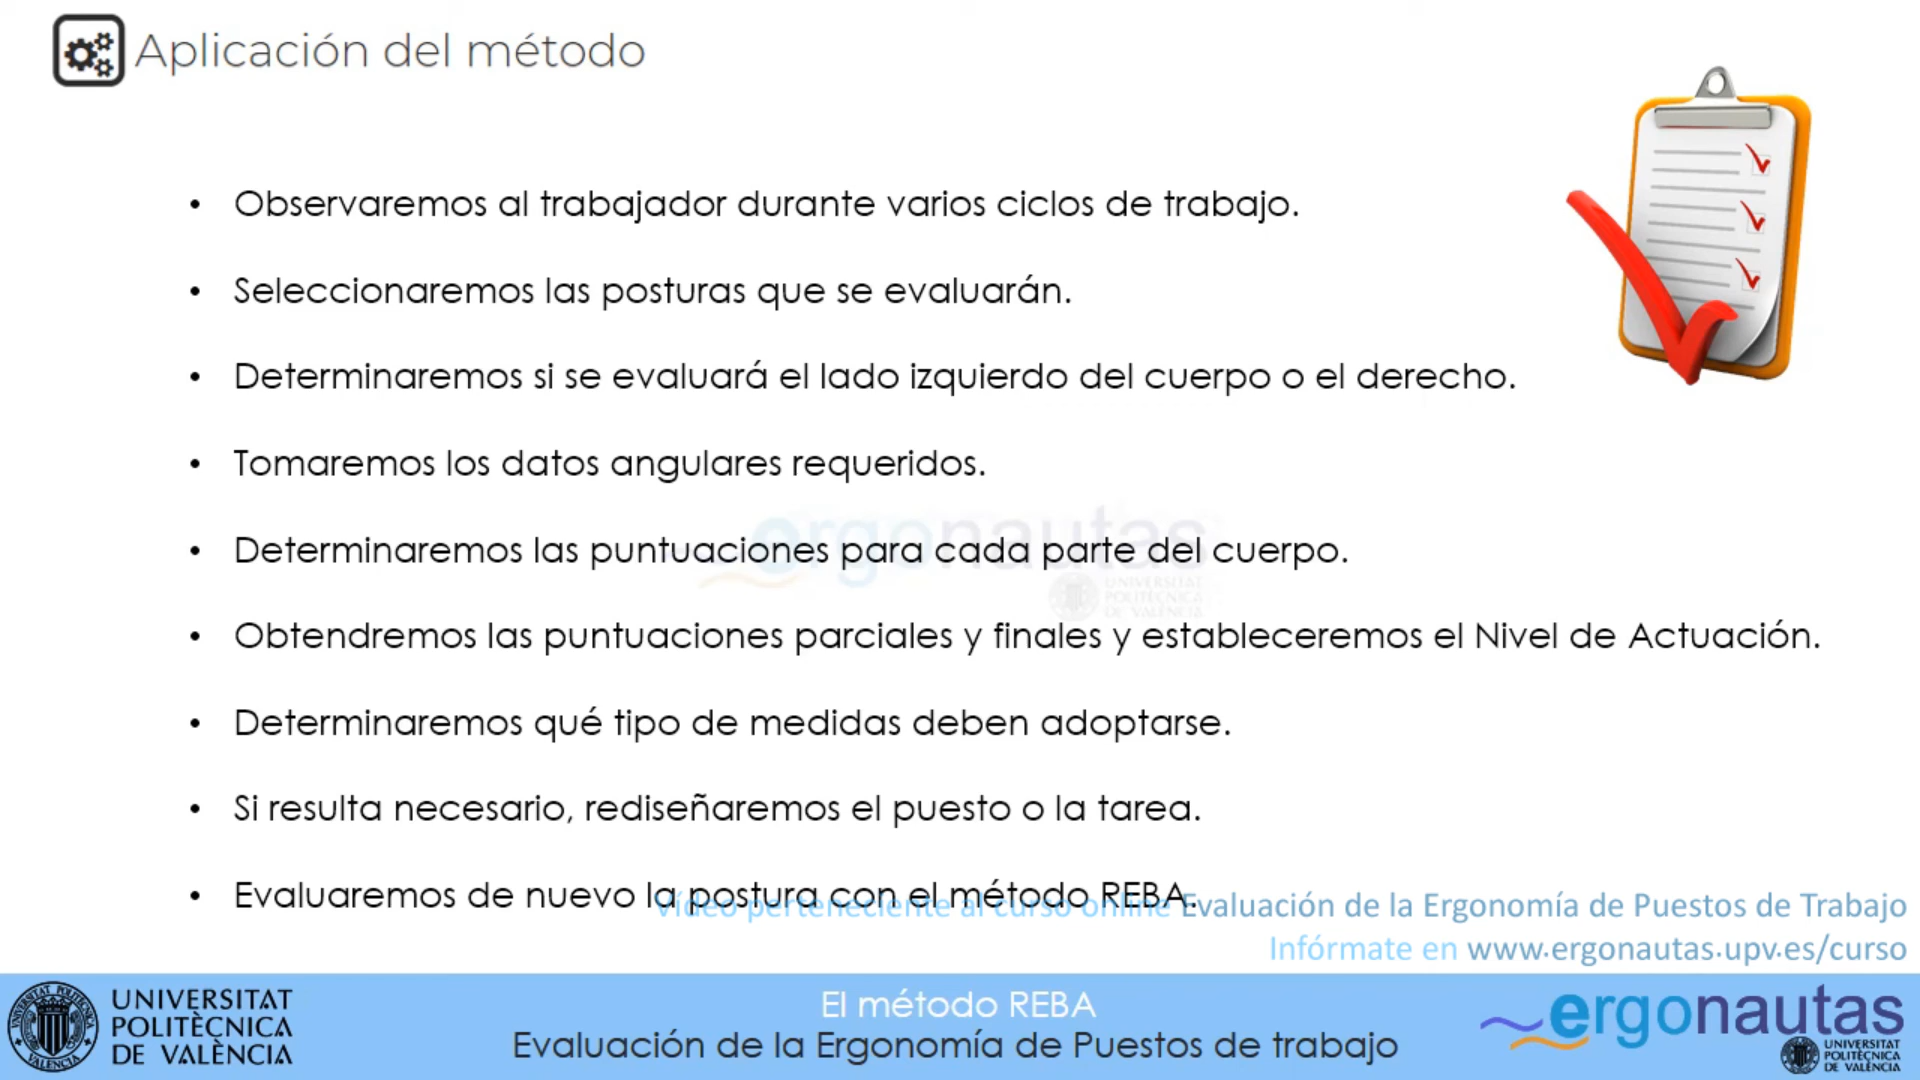 Aplicación del método
• Observaremos al trabajador durante varios ciclos de trabajo.
• Seleccionaremos las posturas que se evaluarán.
• Determinaremos si se evaluará el lado izquierdo del cuerpo o el derecho.
• Tomaremos los datos angulares requeridos.
• Determinaremos las puntuaciones para cada parte del cuerpo.
ergonautas
UNIVERSITAT
POLITÈCNICA
DE VALÈNCIA
• Obtendremos las puntuaciones parciales y finales y estableceremos el Nivel de Actuación.
• Determinaremos qué tipo de medidas deben adoptarse.
• Si resulta necesario, rediseñaremos el puesto o la tarea.
• Evaluaremos de nuevo la postura con el método REBA.
Vídeo perteneciente al curso online Evaluación de la Ergonomía de Puestos de Trabajo
Infórmate en www.ergonautas.upv.es/curso
UNIVERSITAT
POLITÈCNICA
DE VALÈNCIA
El método REBA
Evaluación de la Ergonomía de Puestos de trabajo
ergonautas
UNIVERSITAT
POLITÈCNICA
DE VALÈNCIA